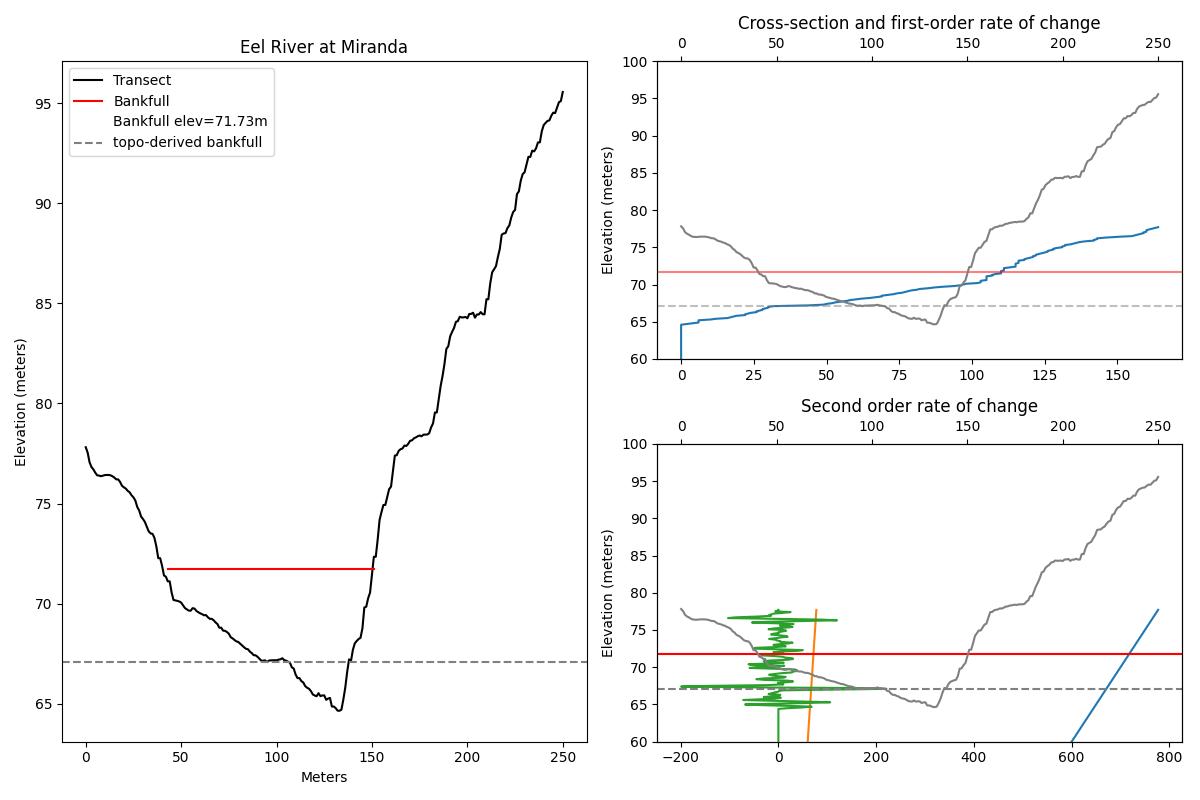 Eel River at Miranda
Transect
Bankfull
Bankfull elev=71.73m
topo-derived bankfull
Elevation (meters)
95
90
85
80
75
70
65
0 50 100 150 200 250
Meters
Cross-section and first-order rate of change
0 50 100 150 200 250
Elevation (meters)
100
95
90
85
80
75
70
65
60
0 25 50 75 100 125 150
Second order rate of change
0 50 100 150 200 250
Elevation (meters)
100
95
90
85
80
75
70
65
60
−200 0 200 400 600 800